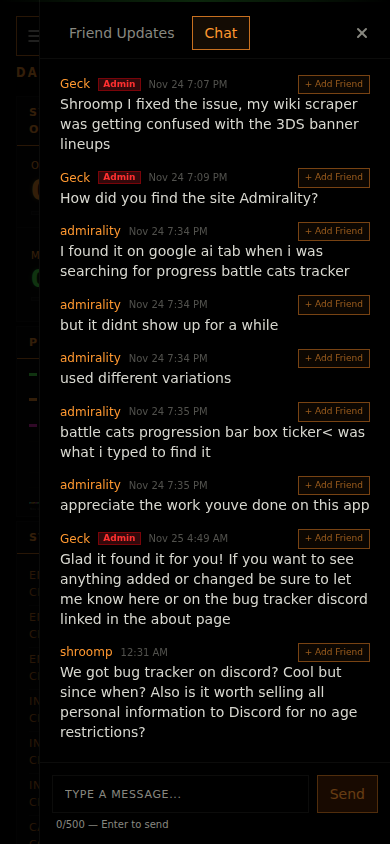 Friend Updates
Chat
×
DA
Geck Admin Nov 24 7:07 PM + Add Friend
Shroomp I fixed the issue, my wiki scraper
was getting confused with the 3DS banner
lineups
Geck Admin Nov 24 7:09 PM + Add Friend
How did you find the site Admirality?
admirality Nov 24 7:34 PM + Add Friend
I found it on google ai tab when i was
searching for progress battle cats tracker
admirality Nov 24 7:34 PM + Add Friend
but it didnt show up for a while
admirality Nov 24 7:34 PM + Add Friend
used different variations
admirality Nov 24 7:35 PM + Add Friend
battle cats progression bar box ticker< was
what i typed to find it
admirality Nov 24 7:35 PM + Add Friend
appreciate the work youve done on this app
Geck Admin Nov 25 4:49 AM + Add Friend
Glad it found it for you! If you want to see
anything added or changed be sure to let
me know here or on the bug tracker discord
linked in the about page
shroomp 12:31 AM + Add Friend
We got bug tracker on discord? Cool but
since when? Also is it worth selling all
personal information to Discord for no age
restrictions?
TYPE A MESSAGE...
Send
0/500 — Enter to send